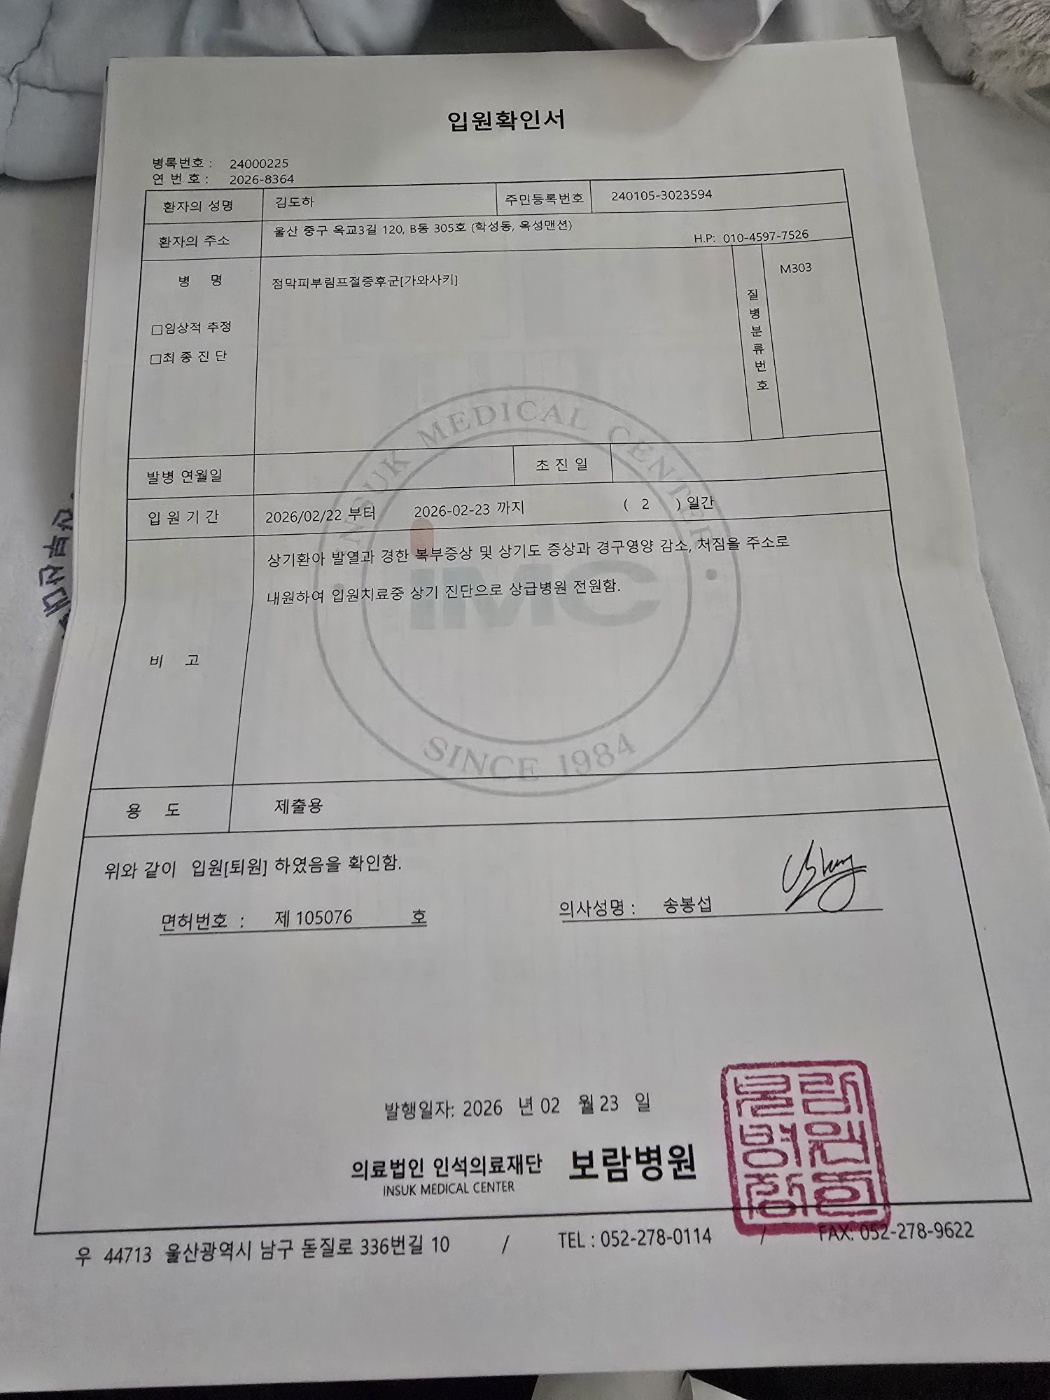 입원확인서
병록번호 : 24000225
연 번 호 : 2026-8364
환자의 성명 김도하 주민등록번호 240105-3023594
환자의 주소 울산 중구 옥교3길 120, B동 305호 (학성동, 옥성맨션)
H.P: 010-4597-7526
병 명 점막피부림프절증후군[가와사키] 질병분류번호 M303
□임상적 추정
□최 종 진 단
발병 연월일 초 진 일
입 원 기 간 2026/02/22 부터 2026-02-23 까지 ( 2 ) 일간
비 고 상기환아 발열과 경한 복부증상 및 상기도 증상과 경구영양 감소, 처짐을 주소로
내원하여 입원치료중 상기 진단으로 상급병원 전원함.
INSUK MEDICAL CENTER
iMC
SINCE 1984
용 도 제출용
위와 같이 입원[퇴원] 하였음을 확인함.
면허번호 : 제 105076 호 의사성명 : 송봉섭
발행일자: 2026 년 02 월 23 일
의료법인 인석의료재단 보람병원
INSUK MEDICAL CENTER
우 44713 울산광역시 남구 돋질로 336번길 10 / TEL : 052-278-0114 / FAX: 052-278-9622